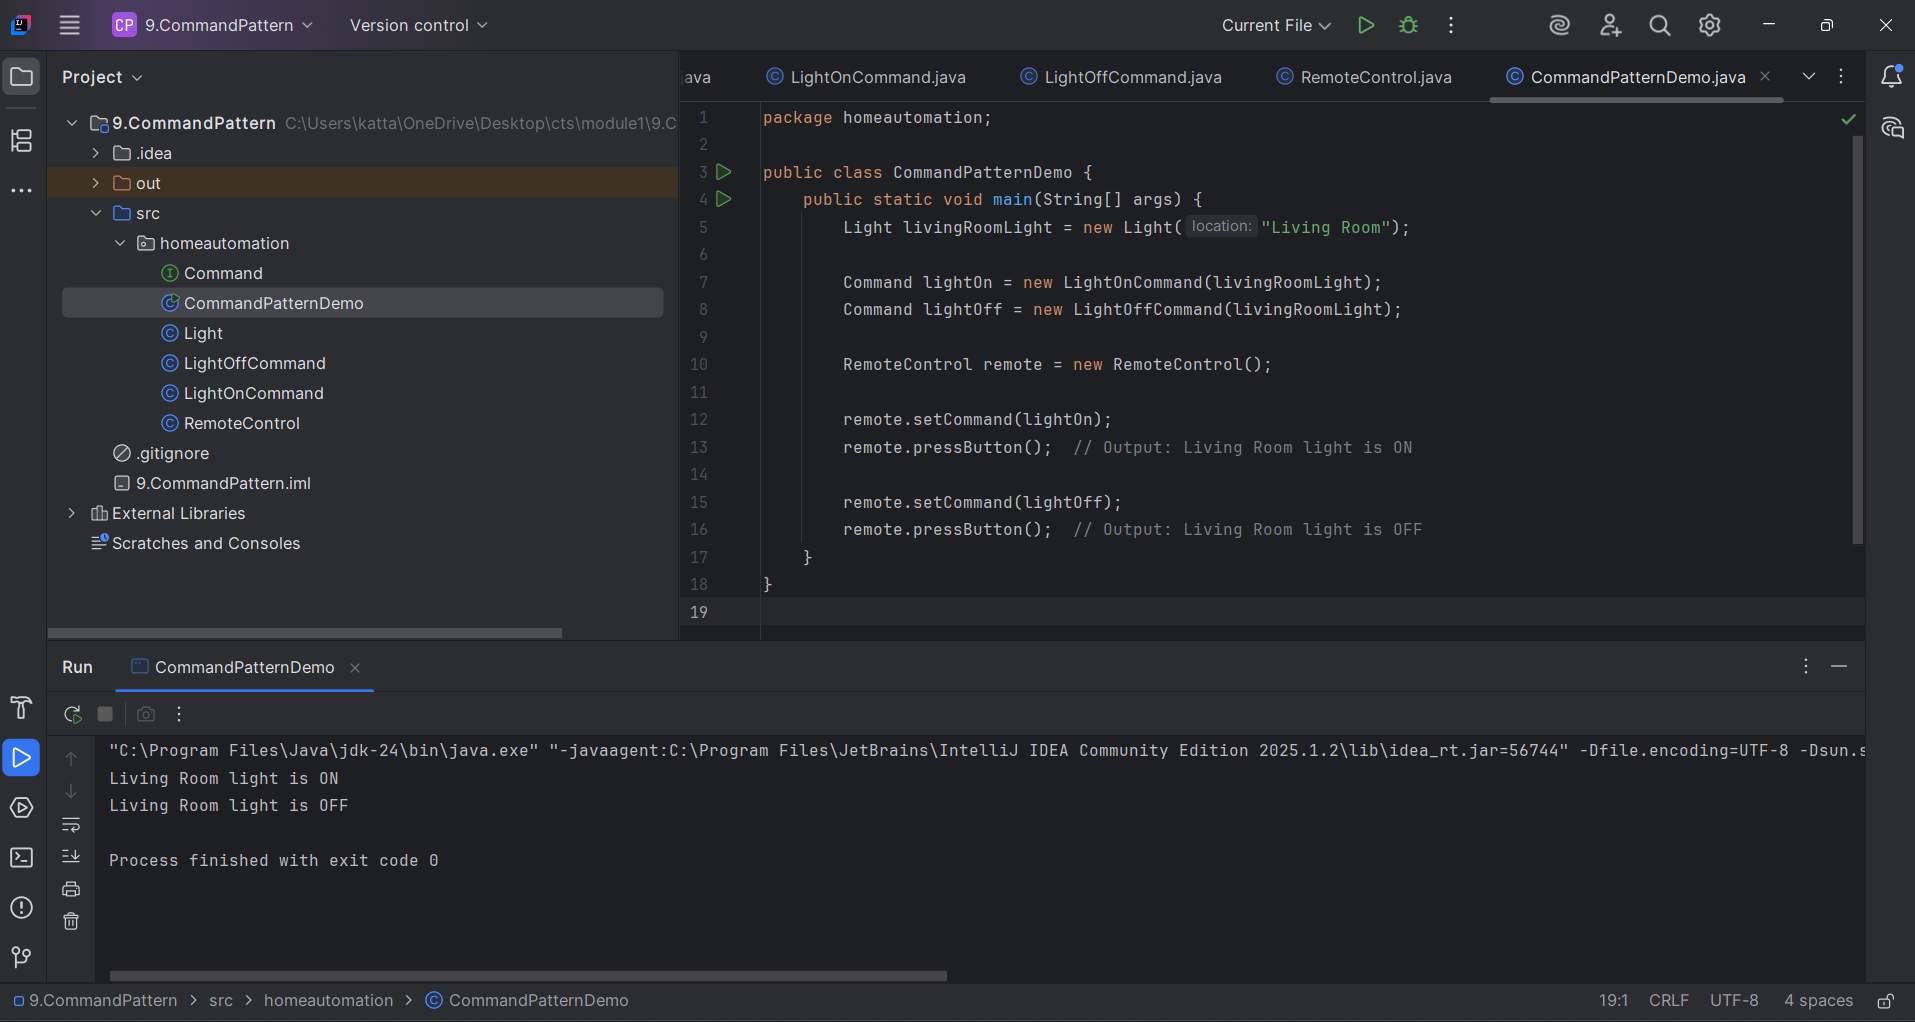 CP 9.CommandPattern Version control Current File
Project
9.CommandPattern C:\Users\katta\OneDrive\Desktop\cts\module1\9.C
.idea
out
src
homeautomation
Command
CommandPatternDemo
Light
LightOffCommand
LightOnCommand
RemoteControl
.gitignore
9.CommandPattern.iml
External Libraries
Scratches and Consoles
ava LightOnCommand.java LightOffCommand.java RemoteControl.java CommandPatternDemo.java
1 package homeautomation;
2
3 public class CommandPatternDemo {
4 public static void main(String[] args) {
5 Light livingRoomLight = new Light( location: "Living Room");
6
7 Command lightOn = new LightOnCommand(livingRoomLight);
8 Command lightOff = new LightOffCommand(livingRoomLight);
9
10 RemoteControl remote = new RemoteControl();
11
12 remote.setCommand(lightOn);
13 remote.pressButton(); // Output: Living Room light is ON
14
15 remote.setCommand(lightOff);
16 remote.pressButton(); // Output: Living Room light is OFF
17 }
18 }
19
Run CommandPatternDemo
"C:\Program Files\Java\jdk-24\bin\java.exe" "-javaagent:C:\Program Files\JetBrains\IntelliJ IDEA Community Edition 2025.1.2\lib\idea_rt.jar=56744" -Dfile.encoding=UTF-8 -Dsun.s
Living Room light is ON
Living Room light is OFF
Process finished with exit code 0
9.CommandPattern > src > homeautomation > CommandPatternDemo 19:1 CRLF UTF-8 4 spaces